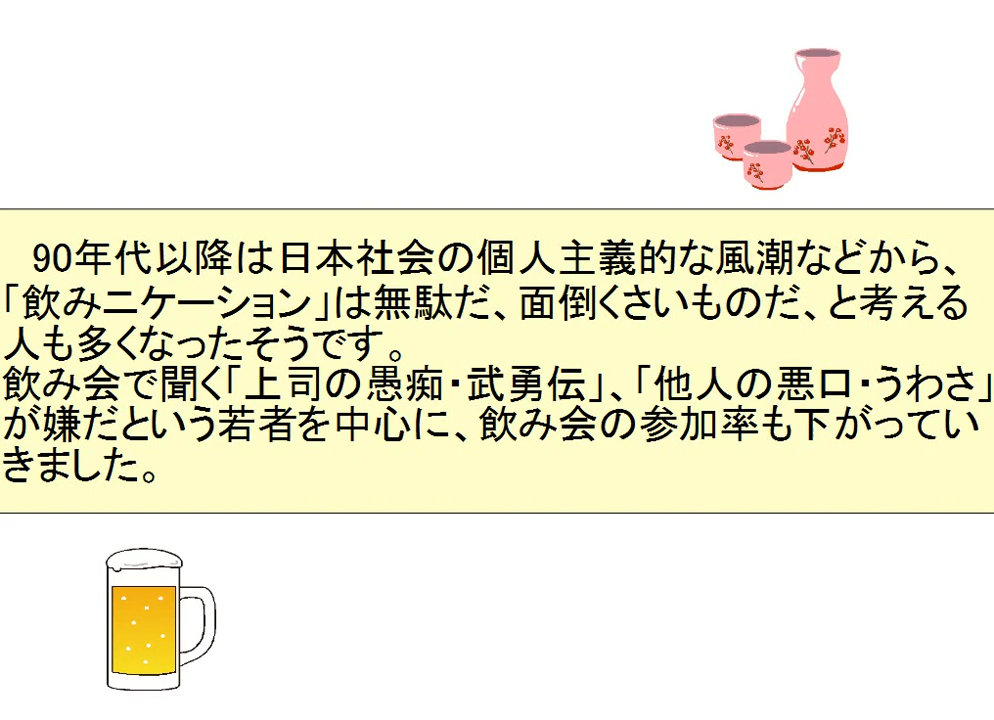 90年代以降は日本社会の個人主義的な風潮などから、
「飲みニケーション」は無駄だ、面倒くさいものだ、と考える
人も多くなったそうです。
飲み会で聞く「上司の愚痴・武勇伝」、「他人の悪口・うわさ」
が嫌だという若者を中心に、飲み会の参加率も下がってい
きました。